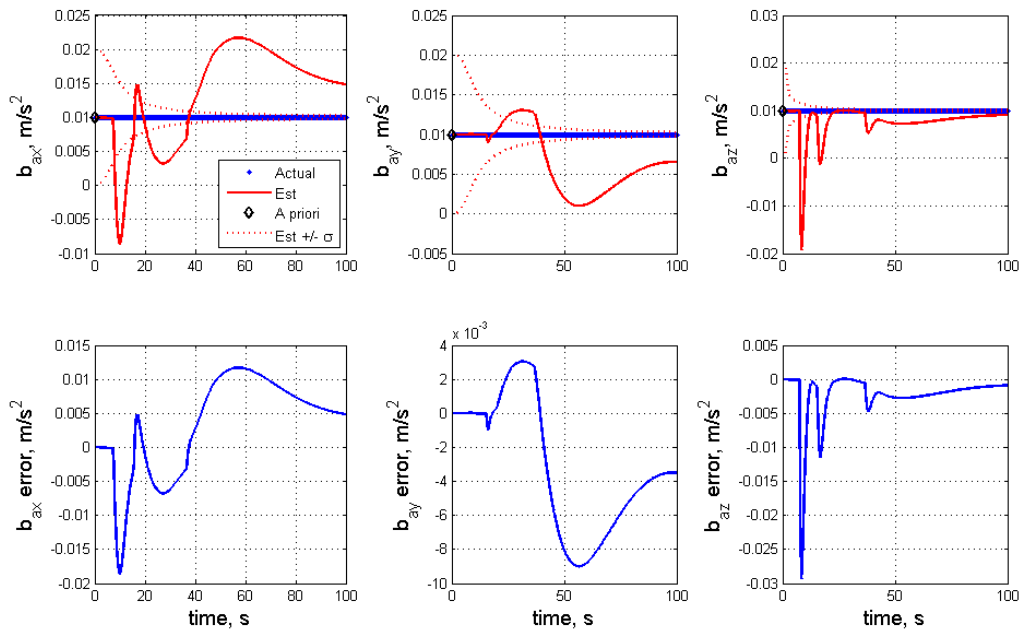 0.025
0.02
0.015
0.01
0.005
0
-0.005
-0.01
0 20 40 60 80 100
b_ax, m/s²
Actual
Est
A priori
Est +/- σ
0.025
0.02
0.015
0.01
0.005
0
0.005
0 50 100
b_ay, m/s²
0.03
0.02
0.01
0
-0.01
-0.02
0 50 100
b_az, m/s²
0.015
0.01
0.005
0
-0.005
-0.01
-0.015
-0.02
0 20 40 60 80 100
b_ax error, m/s²
time, s
x 10⁻³
4
2
0
-2
-4
-6
-8
-10
0 50 100
b_ay error, m/s²
time, s
0.005
0
-0.005
-0.01
-0.015
-0.02
-0.025
-0.03
0 50 100
b_az error, m/s²
time, s